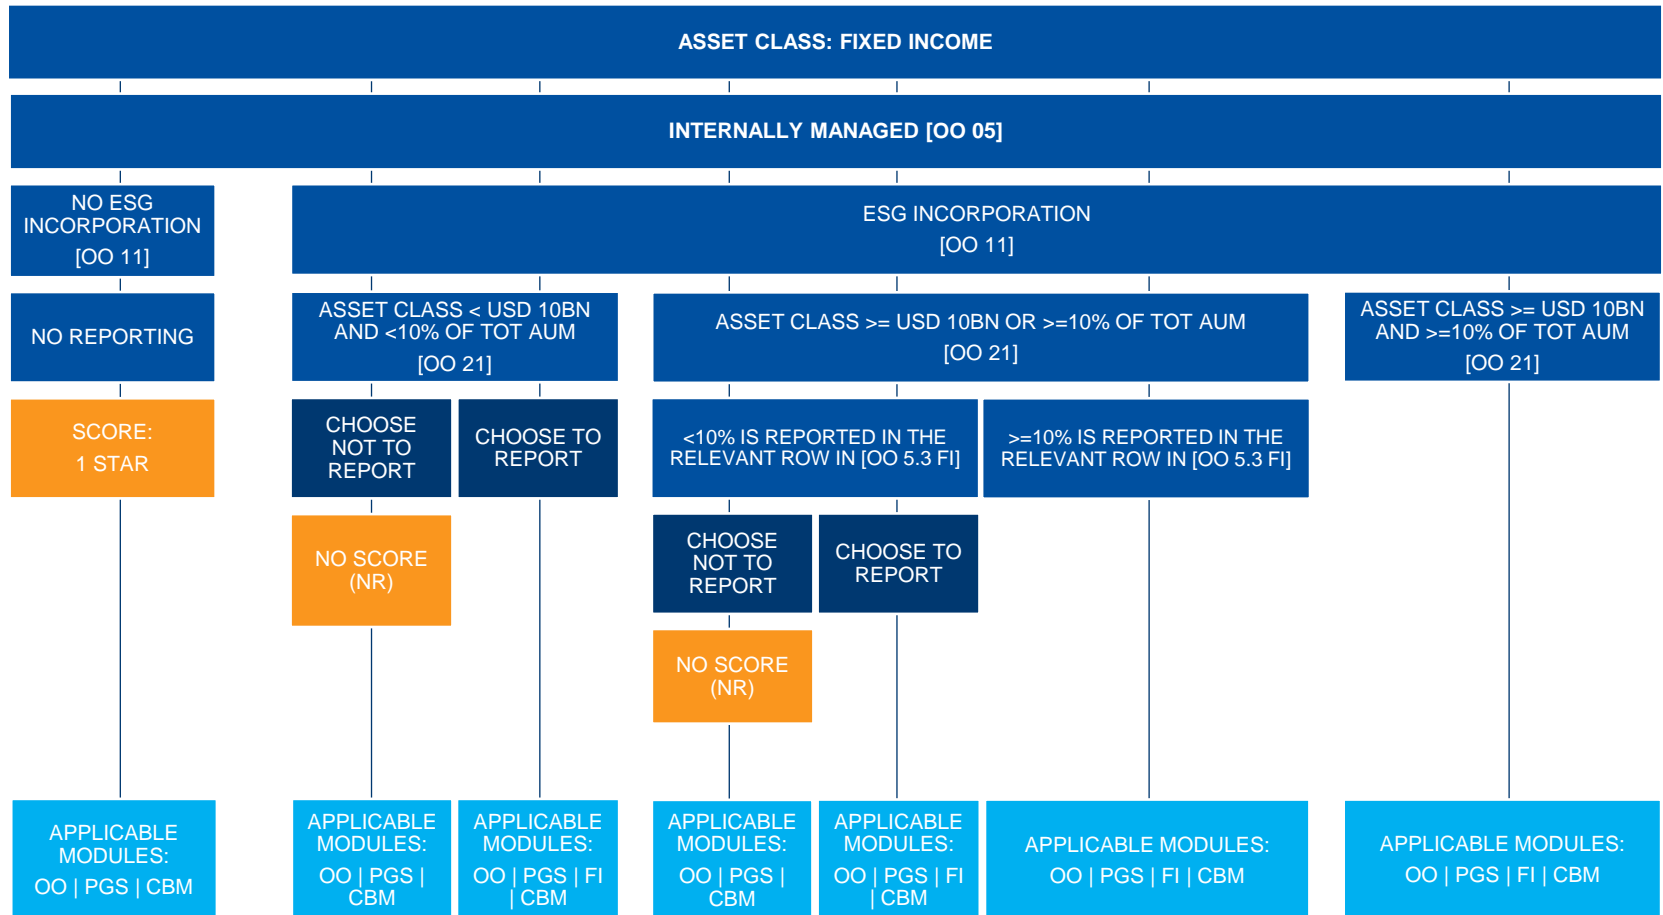 ASSET CLASS: FIXED INCOME
INTERNALLY MANAGED [OO 05]
NO ESG
INCORPORATION
[OO 11]
ESG INCORPORATION
[OO 11]
NO REPORTING
ASSET CLASS < USD 10BN
AND <10% OF TOT AUM
[OO 21]
ASSET CLASS >= USD 10BN OR >=10% OF TOT AUM
[OO 21]
ASSET CLASS >= USD 10BN
AND >=10% OF TOT AUM
[OO 21]
SCORE:
1 STAR
CHOOSE
NOT TO
REPORT
CHOOSE TO
REPORT
<10% IS REPORTED IN THE
RELEVANT ROW IN [OO 5.3 FI]
>=10% IS REPORTED IN THE
RELEVANT ROW IN [OO 5.3 FI]
NO SCORE
(NR)
CHOOSE
NOT TO
REPORT
CHOOSE TO
REPORT
NO SCORE
(NR)
APPLICABLE
MODULES:
OO | PGS | CBM
APPLICABLE
MODULES:
OO | PGS |
CBM
APPLICABLE
MODULES:
OO | PGS | FI
| CBM
APPLICABLE
MODULES:
OO | PGS |
CBM
APPLICABLE
MODULES:
OO | PGS | FI
| CBM
APPLICABLE MODULES:
OO | PGS | FI | CBM
APPLICABLE MODULES:
OO | PGS | FI | CBM